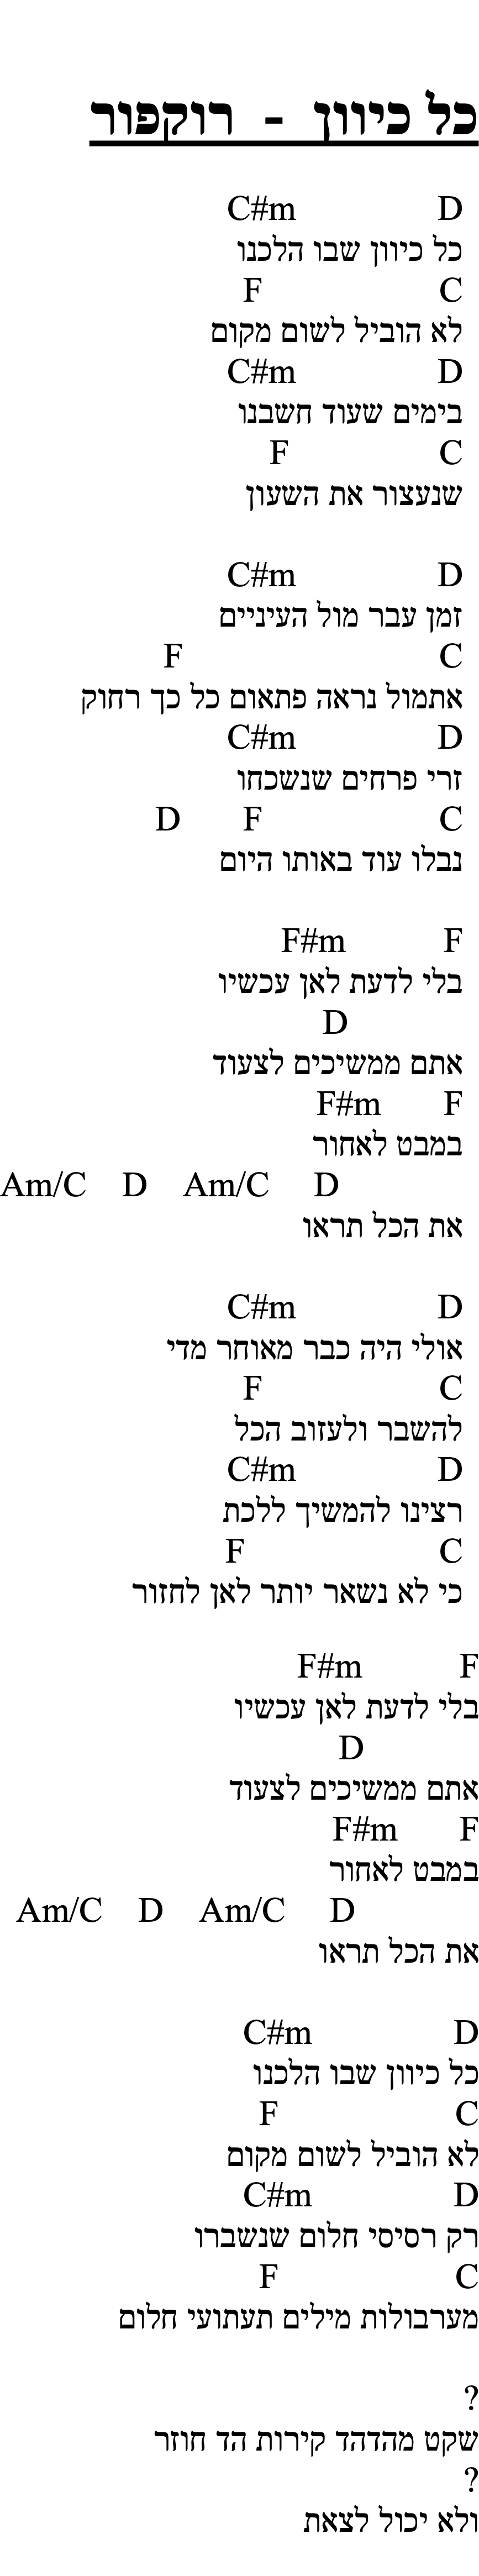 כל כיוון - רוקפור
D C#m
כל כיוון שבו הלכנו
C F
לא הוביל לשום מקום
D C#m
בימים שעוד חשבנו
C F
שנעצור את השעון
D C#m
זמן עבר מול העיניים
C F
אתמול נראה פתאום כל כך רחוק
D C#m
זרי פרחים שנשכחו
C F D
נבלו עוד באותו היום
F F#m
בלי לדעת לאן עכשיו
D
אתם ממשיכים לצעוד
F F#m
במבט לאחור
D Am/C D Am/C
את הכל תראו
D C#m
אולי היה כבר מאוחר מדי
C F
להשבר ולעזוב הכל
D C#m
רצינו להמשיך ללכת
C F
כי לא נשאר יותר לאן לחזור
F F#m
בלי לדעת לאן עכשיו
D
אתם ממשיכים לצעוד
F F#m
במבט לאחור
D Am/C D Am/C
את הכל תראו
D C#m
כל כיוון שבו הלכנו
C F
לא הוביל לשום מקום
D C#m
רק רסיסי חלום שנשברו
C F
מערבולות מילים תעתועי חלום
?
שקט מהדהד קירות הד חוזר
?
ולא יכול לצאת